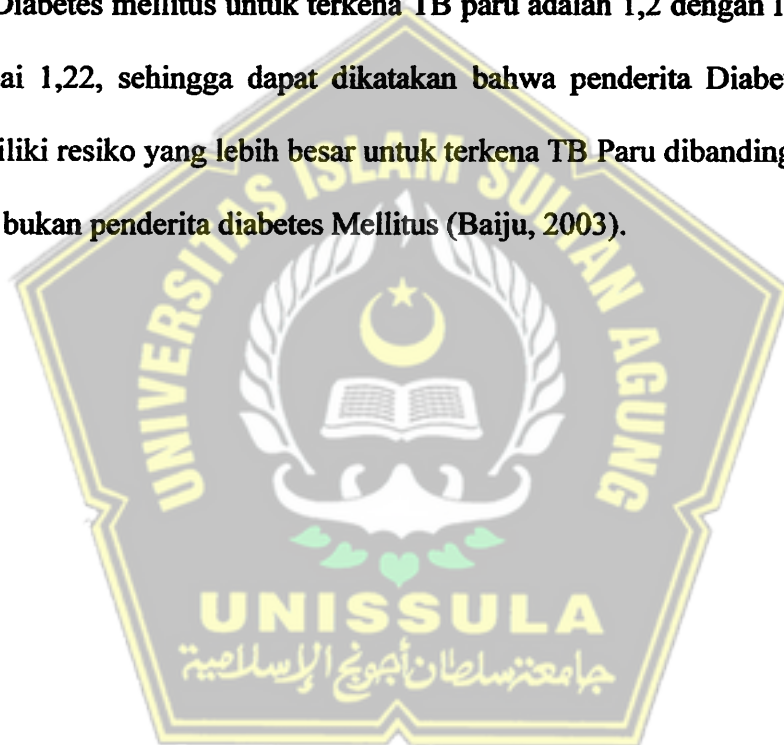 Diabetes mellitus untuk terkena TB paru adalah 1,2 dengan
ai 1,22, sehingga dapat dikatakan bahwa penderita Diabe
iliki resiko yang lebih besar untuk terkena TB Paru dibanding
bukan penderita diabetes Mellitus (Baiju, 2003).
UNIVERSITAS ISLAM SULTAN AGUNG
UNISSULA
جامعة سلطان أجونج الإسلامية